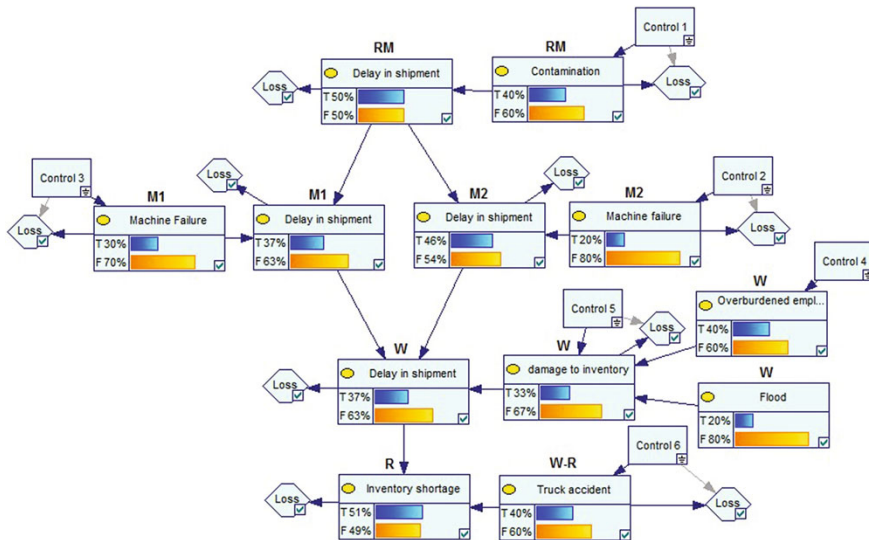 Control 1
RM
RM
Delay in shipment
Contamination
Loss
Loss
T 50%
T 40%
F 50%
F 60%
Loss
Loss
Control 3
Control 2
M1
M1
M2
M2
Machine Failure
Delay in shipment
Delay in shipment
Machine failure
Loss
Loss
T 30%
T 37%
T 46%
T 20%
F 70%
F 63%
F 54%
F 80%
Control 4
W
Control 5
Overburdened empl...
Loss
T 40%
W
W
F 60%
Delay in shipment
damage to inventory
W
Loss
Flood
T 37%
T 33%
T 20%
F 63%
F 67%
F 80%
Control 6
R
W-R
Inventory shortage
Truck accident
Loss
Loss
T 51%
T 40%
F 49%
F 60%